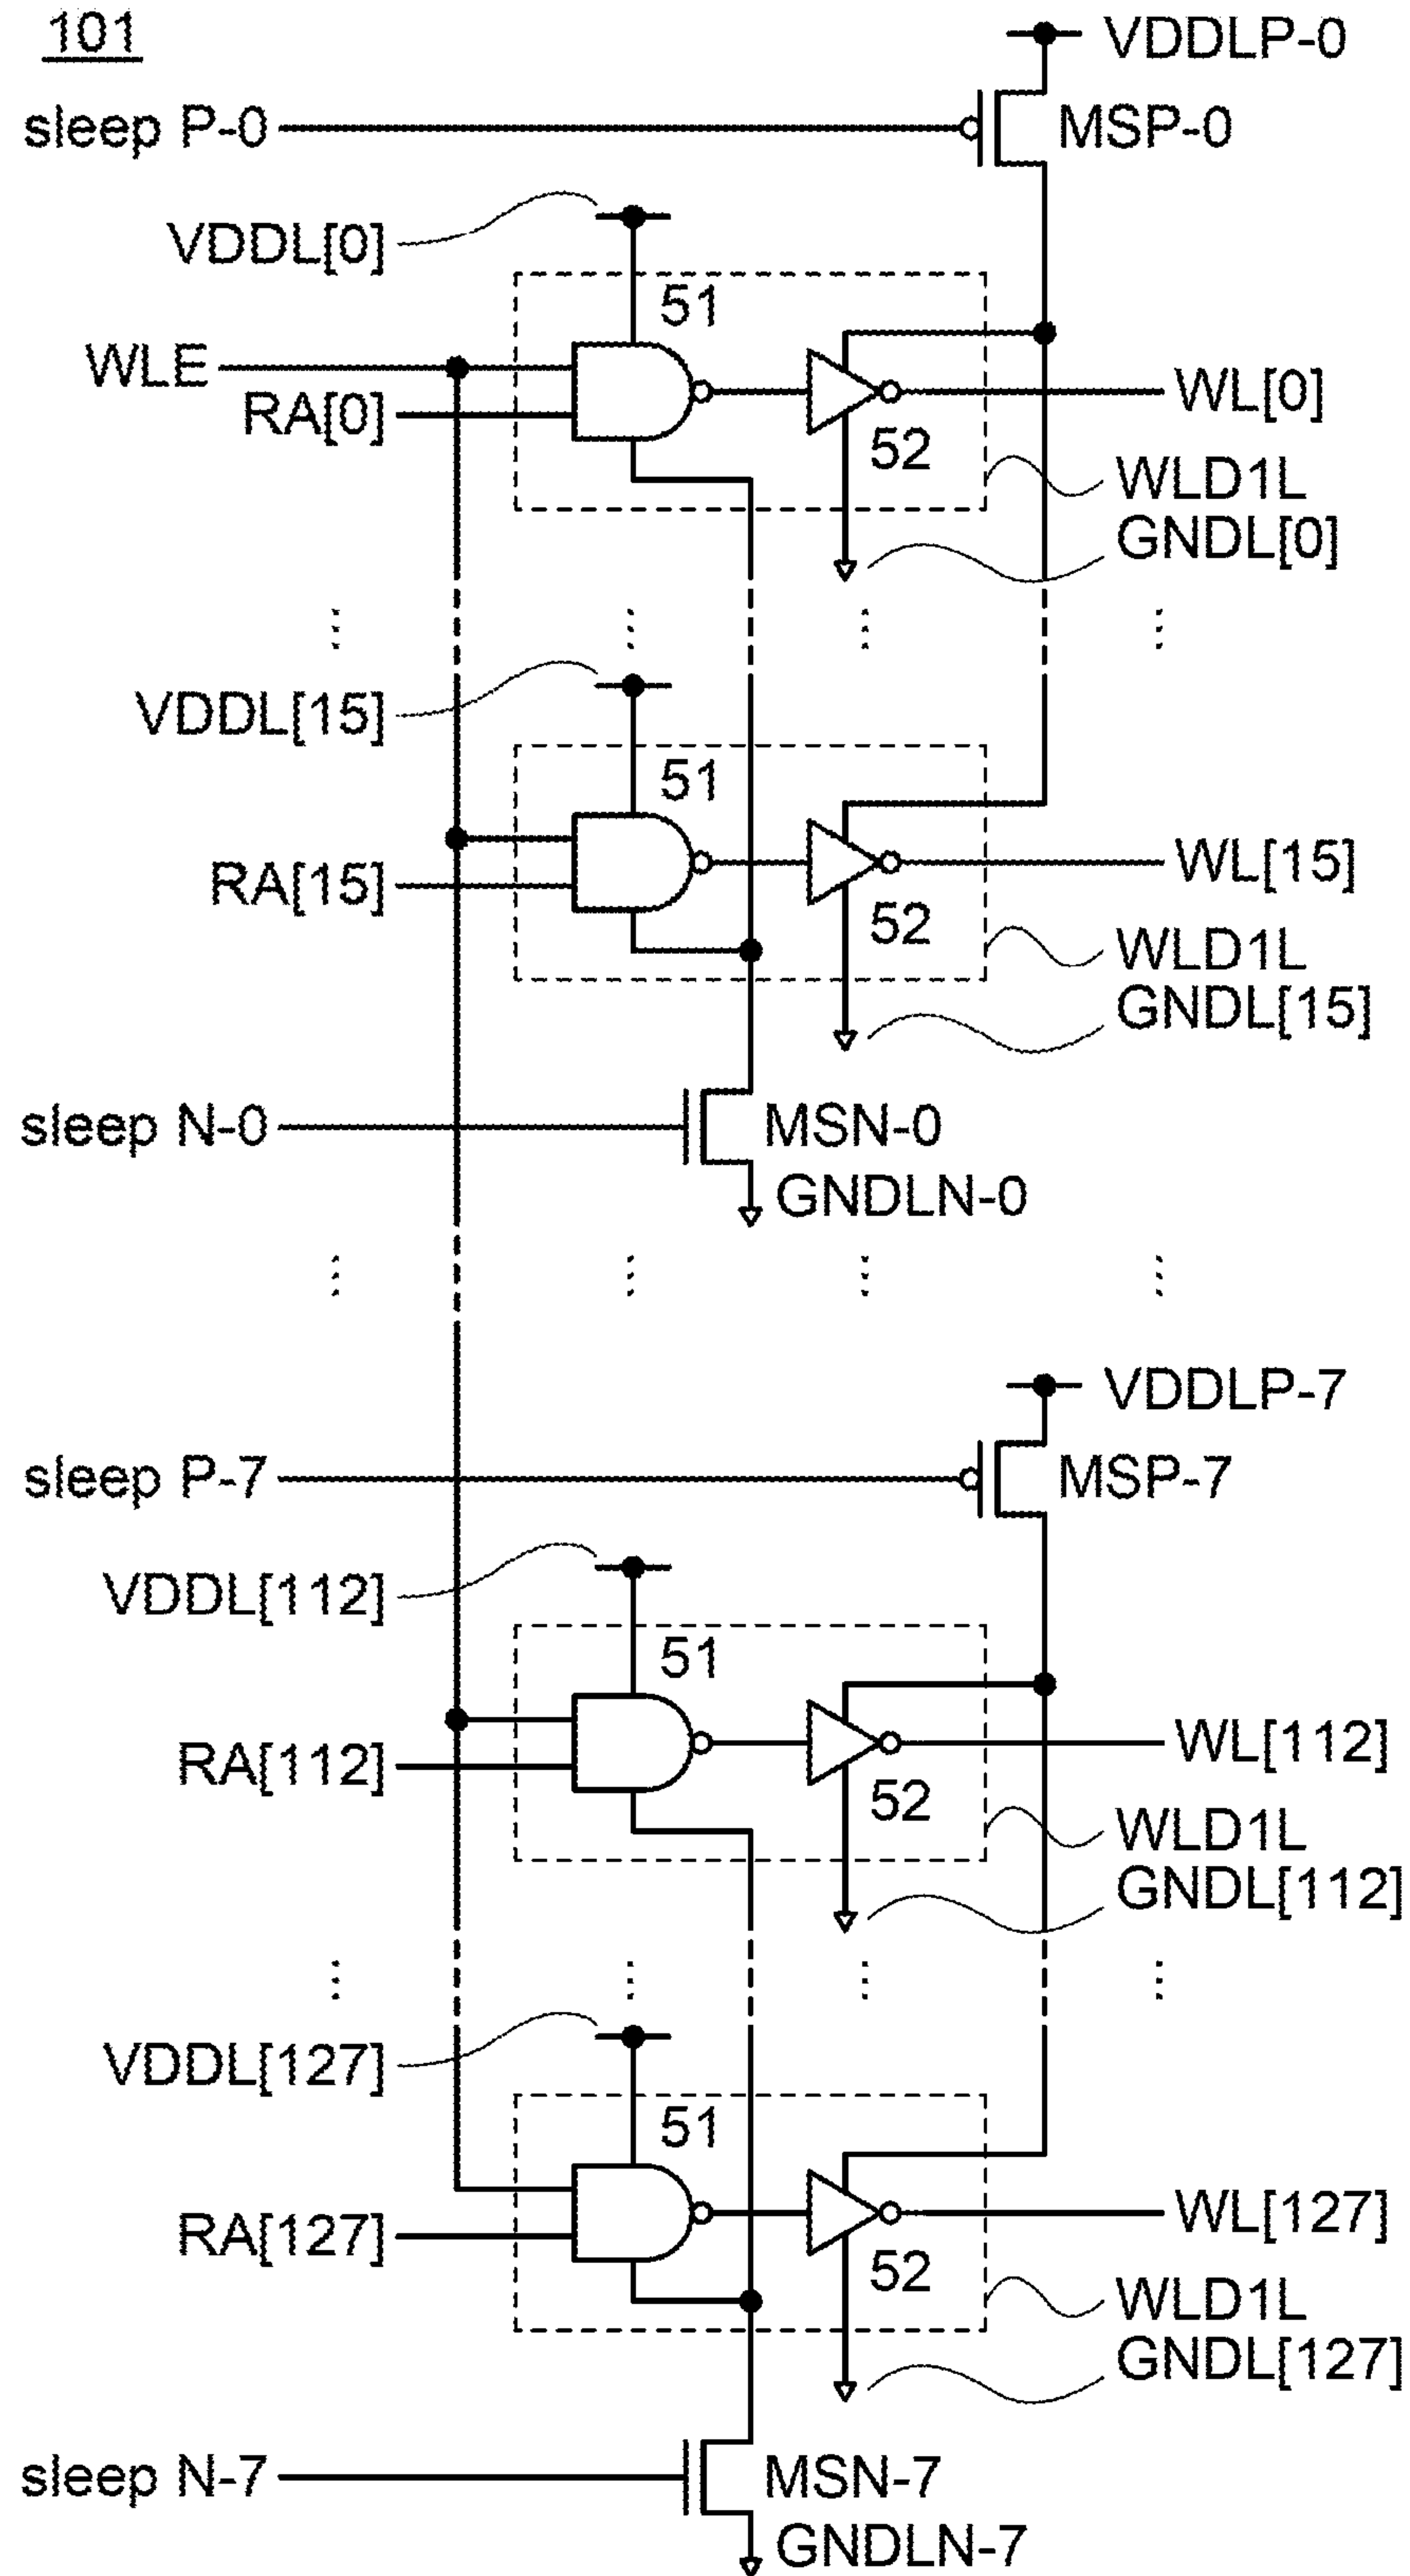 101
VDDLP-0
sleep P-0
MSP-0
VDDL[0]
51
WLE
RA[0]
WL[0]
52
WLD1L
GNDL[0]
VDDL[15]
51
RA[15]
WL[15]
52
WLD1L
GNDL[15]
sleep N-0
MSN-0
GNDLN-0
VDDLP-7
sleep P-7
MSP-7
VDDL[112]
51
RA[112]
WL[112]
52
WLD1L
GNDL[112]
VDDL[127]
51
RA[127]
WL[127]
52
WLD1L
GNDL[127]
sleep N-7
MSN-7
GNDLN-7